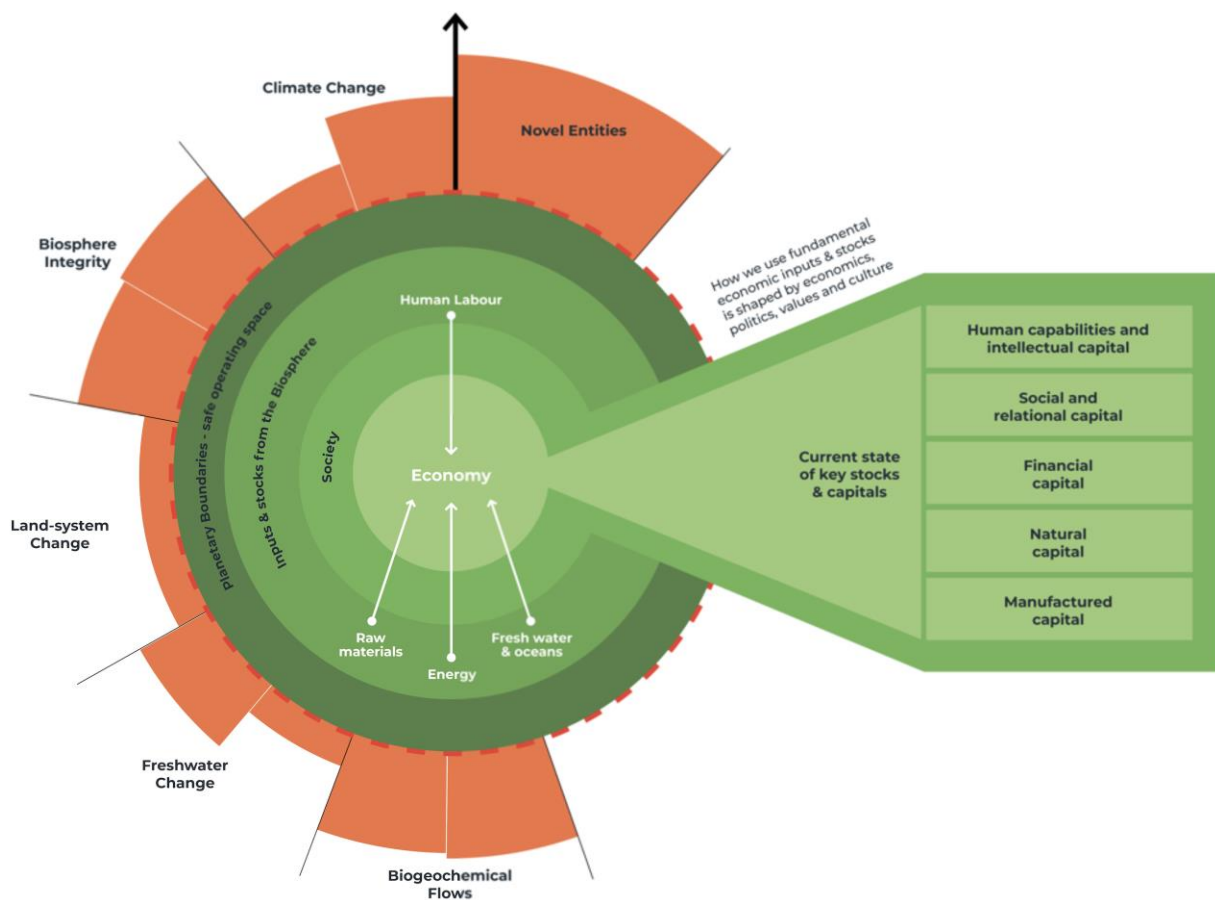 Climate Change
Novel Entities
Biosphere
Integrity
How we use fundamental
economic inputs & stocks
is shaped by economics,
politics, values and culture
Planetary Boundaries - safe operating space
Inputs & stocks from the Biosphere
Society
Human Labour
Economy
Raw
materials
Energy
Fresh water
& oceans
Land-system
Change
Freshwater
Change
Biogeochemical
Flows
Current state
of key stocks
& capitals
Human capabilities and
intellectual capital
Social and
relational capital
Financial
capital
Natural
capital
Manufactured
capital